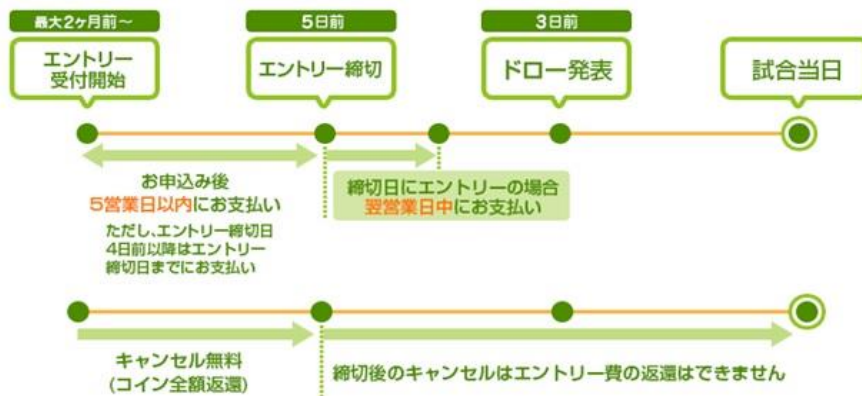 最大2ヶ月前～
5日前
3日前
エントリー
受付開始
エントリー締切
ドロー発表
試合当日
お申込み後
5営業日以内にお支払い
ただし、エントリー締切日
4日前以降はエントリー
締切日までにお支払い
締切日にエントリーの場合
翌営業日中にお支払い
キャンセル無料
(コイン全額返還)
締切後のキャンセルはエントリー費の返還はできません